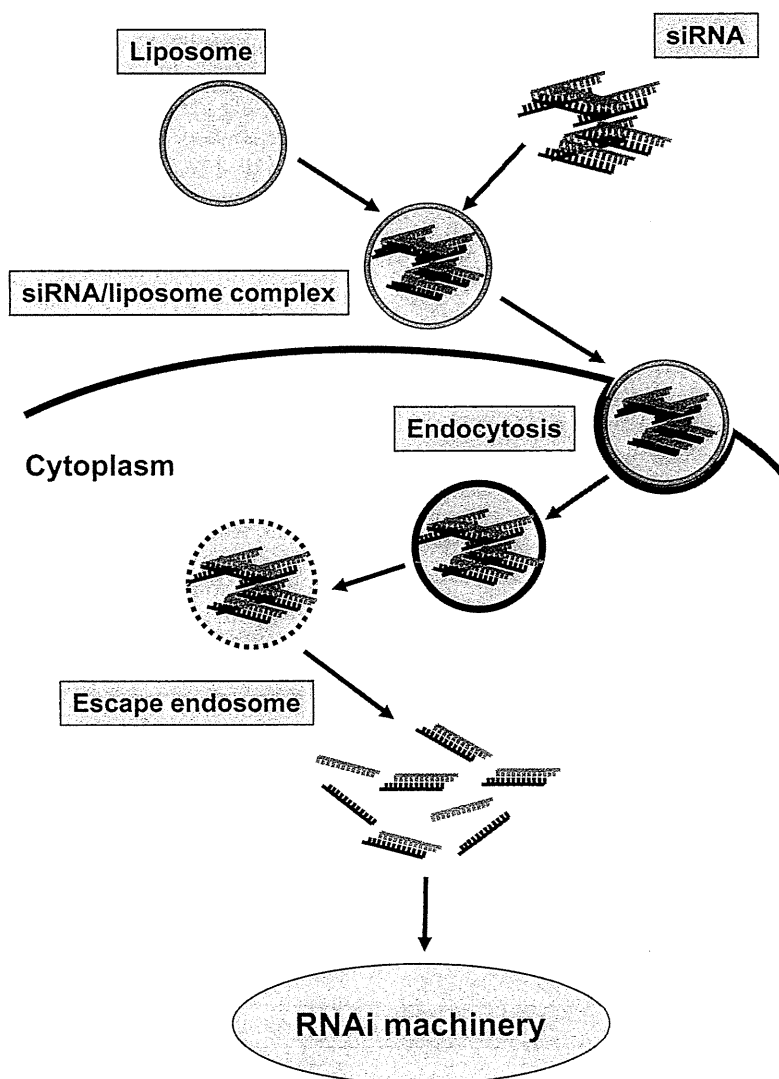 Liposome
siRNA
siRNA/liposome complex
Endocytosis
Cytoplasm
Escape endosome
RNAi machinery